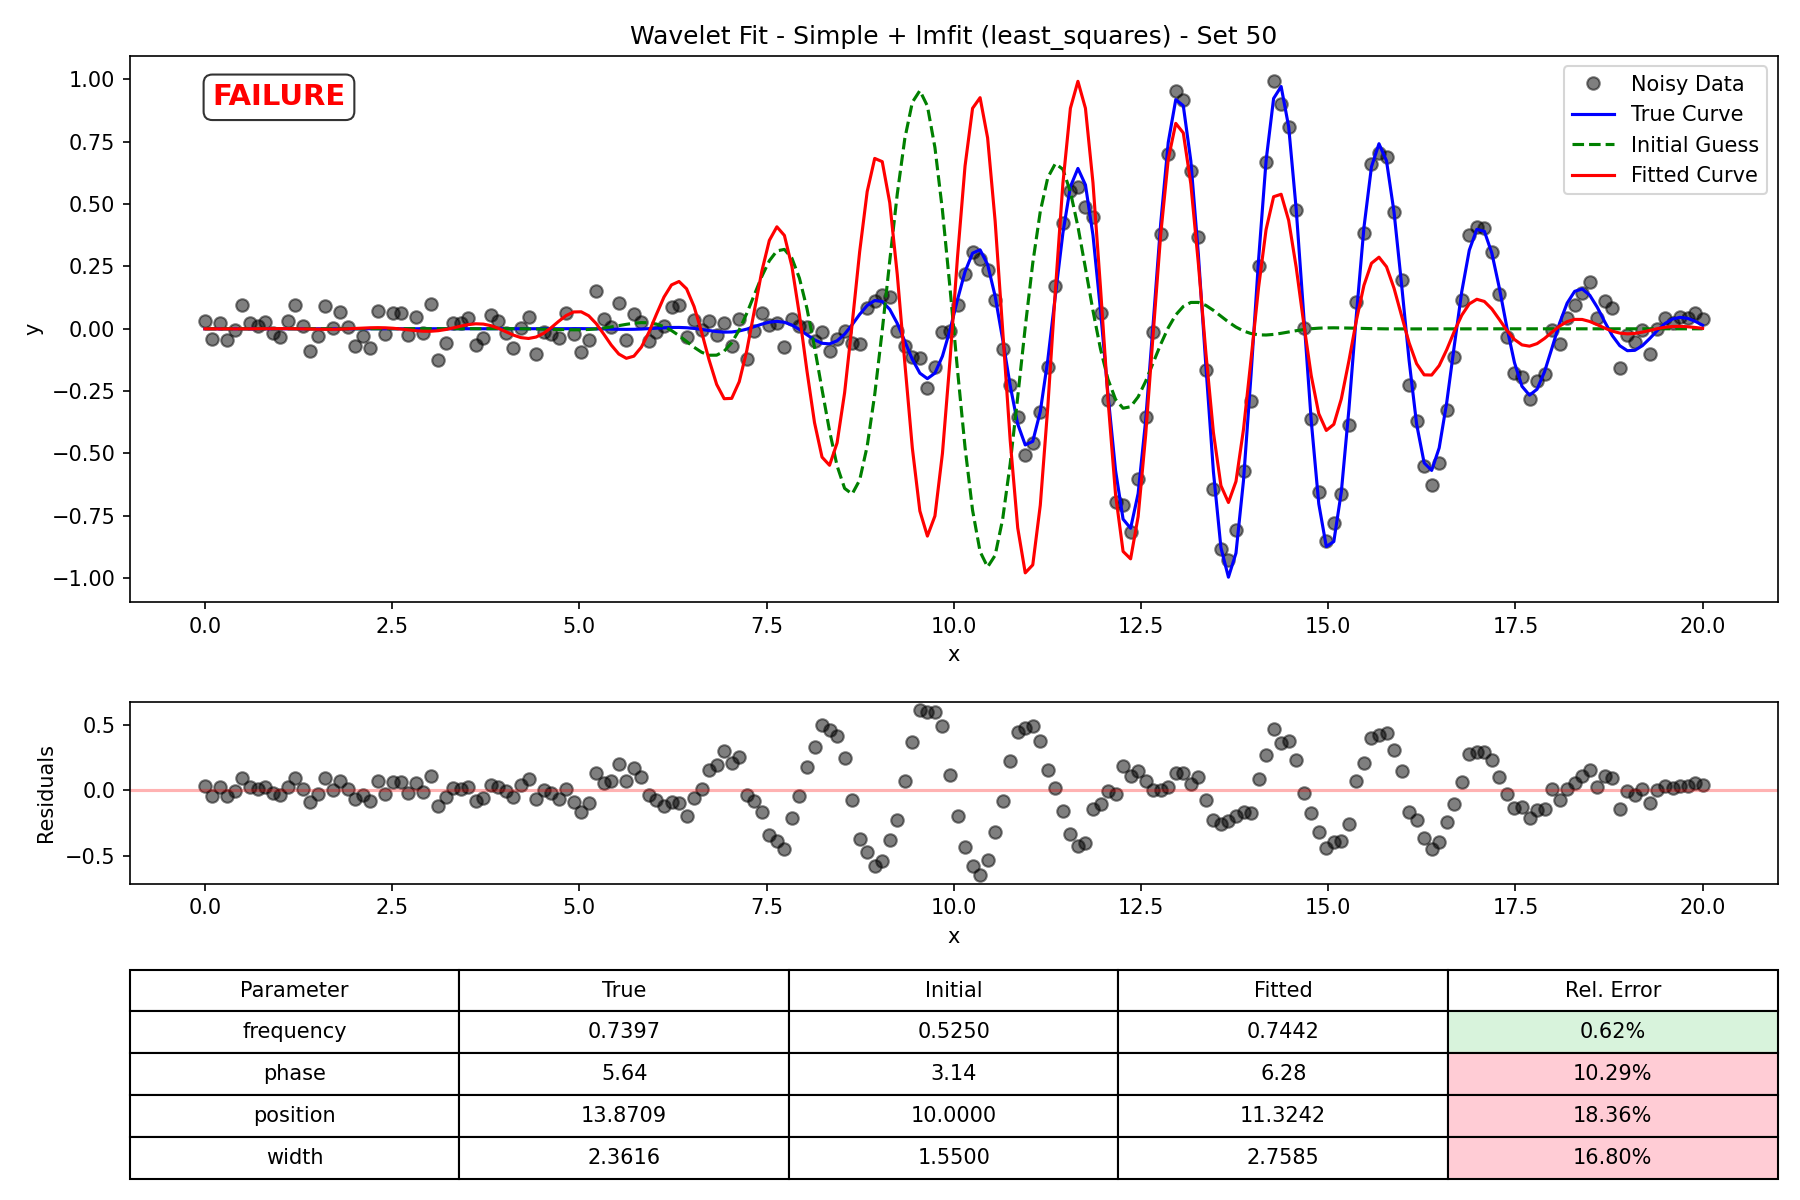 Wavelet Fit - Simple + lmfit (least_squares) - Set 50
FAILURE
Noisy Data
True Curve
Initial Guess
Fitted Curve
1.00
0.75
0.50
0.25
0.00
−0.25
−0.50
−0.75
−1.00
y
0.0 2.5 5.0 7.5 10.0 12.5 15.0 17.5 20.0
x
0.5
0.0
−0.5
Residuals
0.0 2.5 5.0 7.5 10.0 12.5 15.0 17.5 20.0
x
Parameter True Initial Fitted Rel. Error
frequency 0.7397 0.5250 0.7442 0.62%
phase 5.64 3.14 6.28 10.29%
position 13.8709 10.0000 11.3242 18.36%
width 2.3616 1.5500 2.7585 16.80%